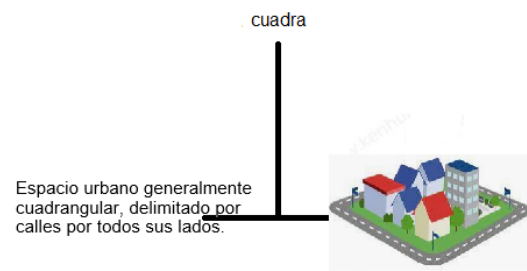 cuadra
Espacio urbano generalmente
cuadrangular, delimitado por
calles por todos sus lados.